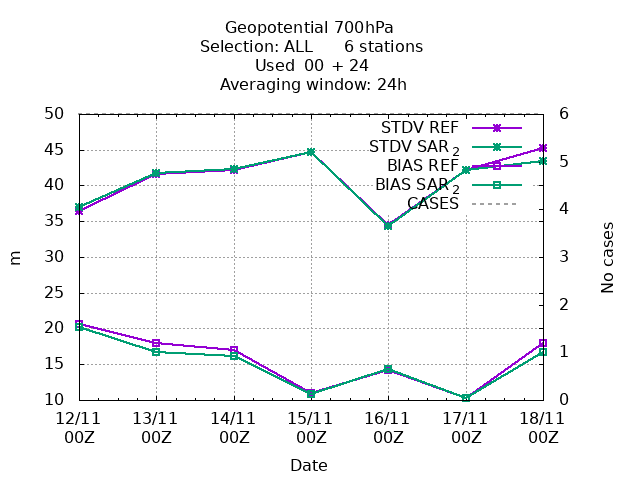 Geopotential 700hPa
Selection: ALL      6 stations
Used  00 + 24
Averaging window: 24h
50
45
40
35
30
25
20
15
10
6
5
4
3
2
1
0
STDV REF
STDV SAR 2
BIAS REF
BIAS SAR 2
CASES
m
No cases
12/11 13/11 14/11 15/11 16/11 17/11 18/11
00Z 00Z 00Z 00Z 00Z 00Z 00Z
Date